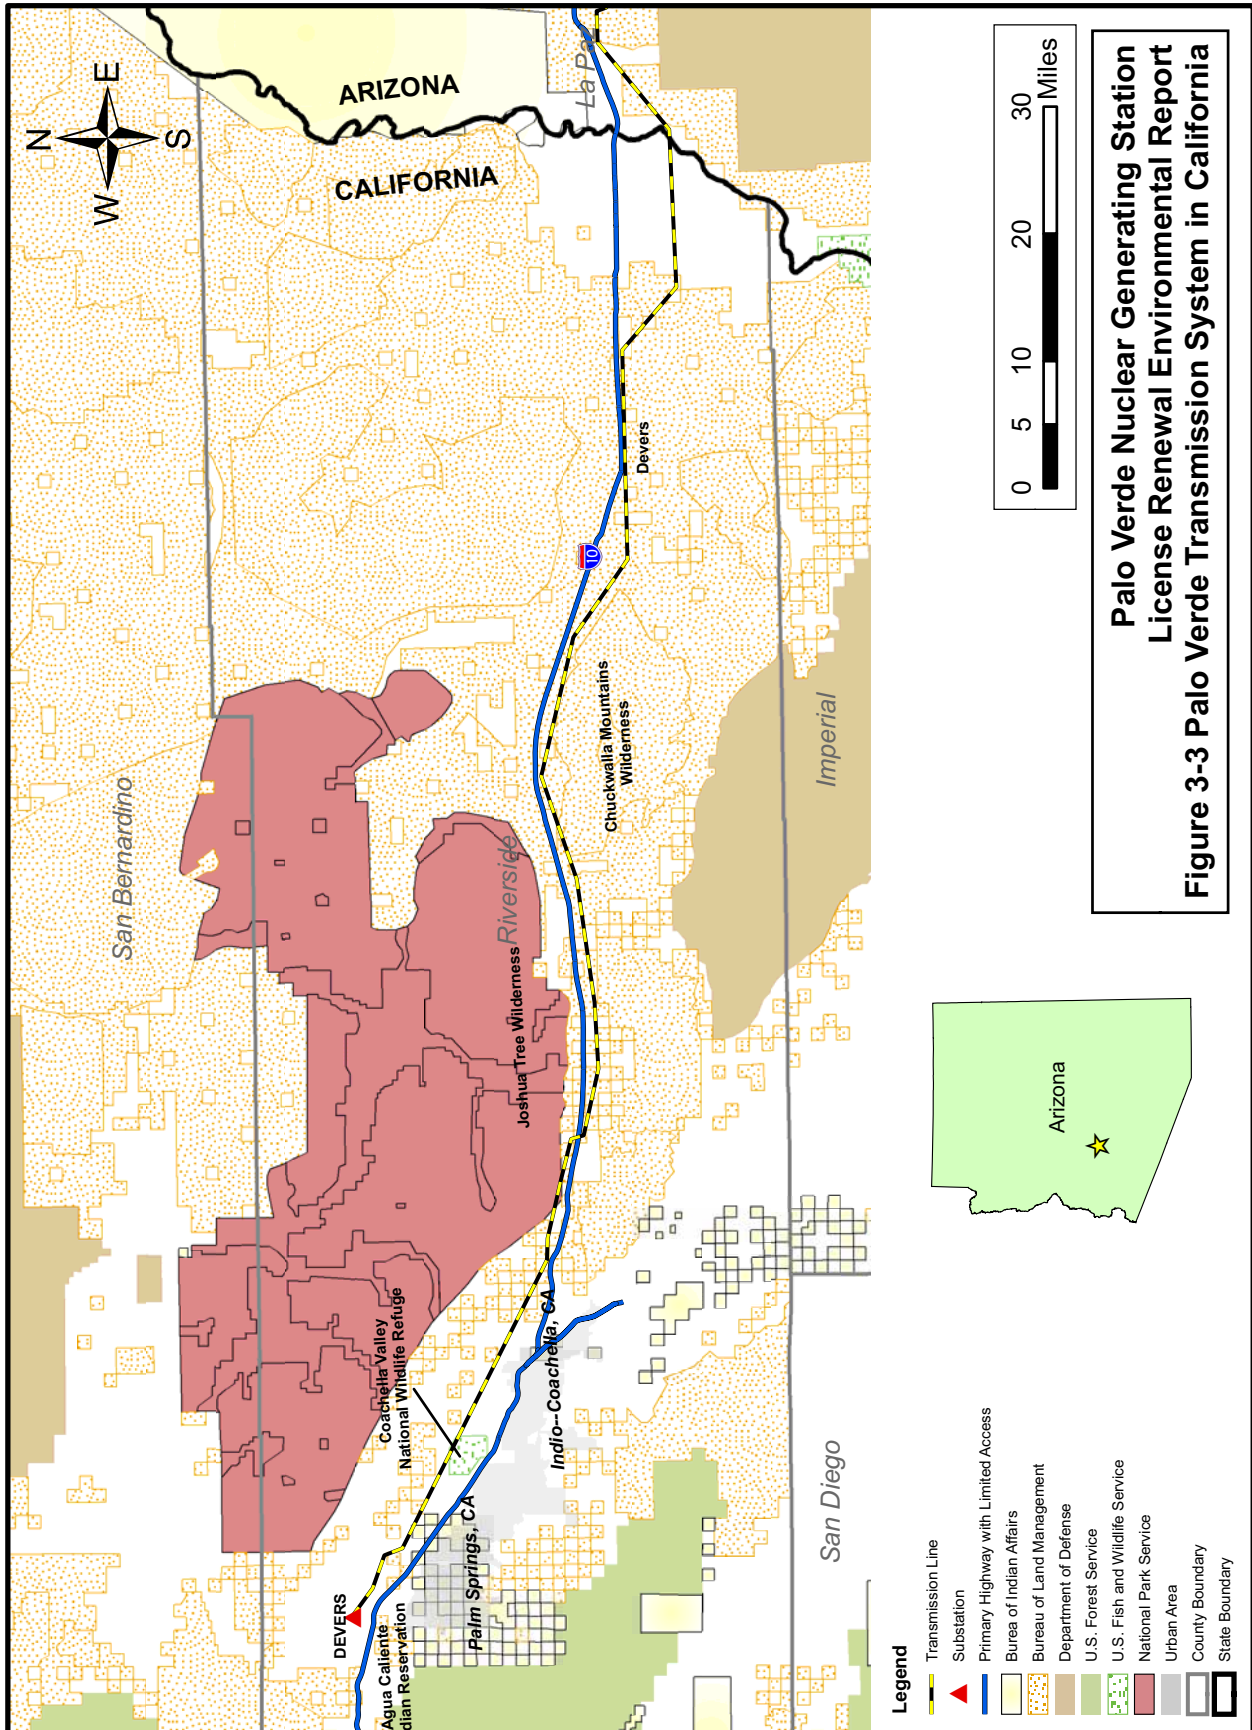 N
W
E
S
ARIZONA
CALIFORNIA
La Paz
San Bernardino
Riverside
Imperial
San Diego
10
Devers
Chuckwalla Mountains
Wilderness
Joshua Tree Wilderness
Coachella Valley
National Wildlife Refuge
Indio--Coachella, CA
Palm Springs, CA
DEVERS
Agua Caliente
dian Reservation
Legend
Transmission Line
Substation
Primary Highway with Limited Access
Bureau of Indian Affairs
Bureau of Land Management
Department of Defense
U.S. Forest Service
U.S. Fish and Wildlife Service
National Park Service
Urban Area
County Boundary
State Boundary
Arizona
0 5 10 20 30
Miles
Palo Verde Nuclear Generating Station
License Renewal Environmental Report
Figure 3-3 Palo Verde Transmission System in California